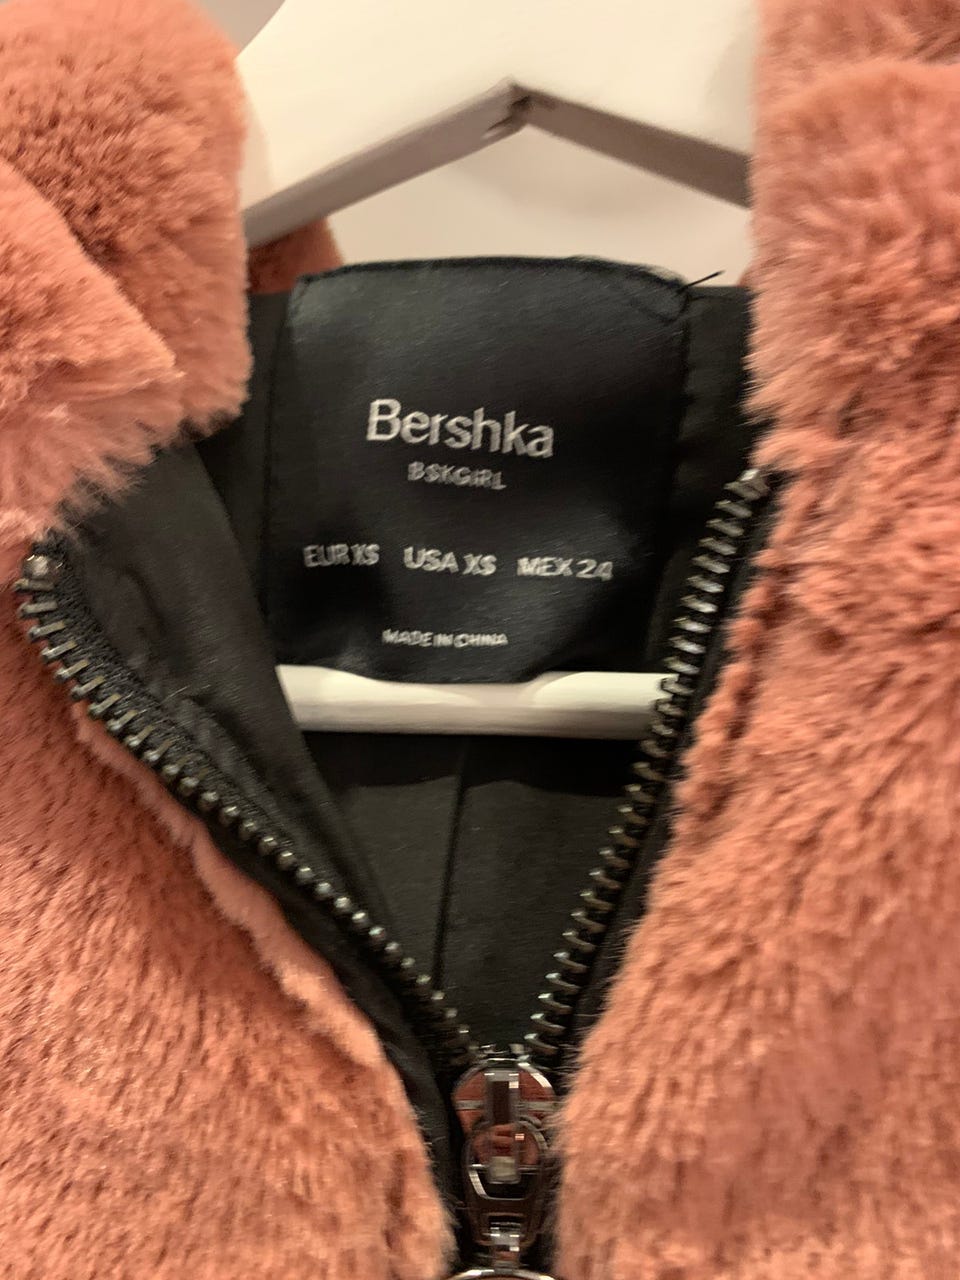 Bershka
BSKGIRL
EUR XS USA XS MEX 24
MADE IN CHINA